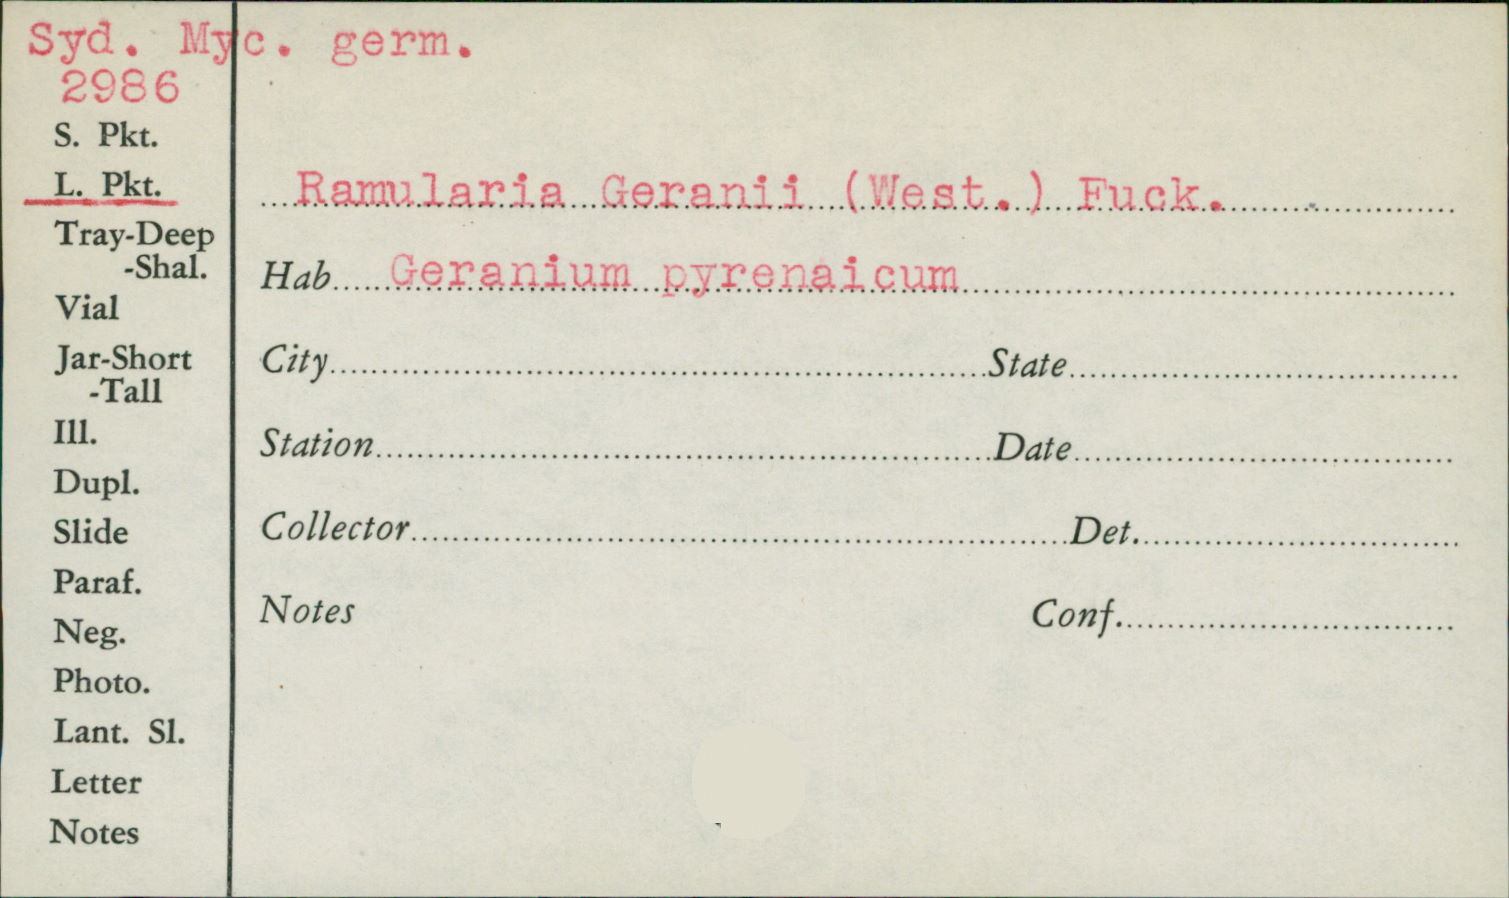 Syd. Myc. germ.
2986
S. Pkt.
L. Pkt.
Tray-Deep
-Shal.
Vial
Jar-Short
-Tall
Ill.
Dupl.
Slide
Paraf.
Neg.
Photo.
Lant. Sl.
Letter
Notes
Ramularia Geranii (West.) Fuck.
Hab. Geranium pyrenaicum
City State
Station Date
Collector Det.
Notes Conf.